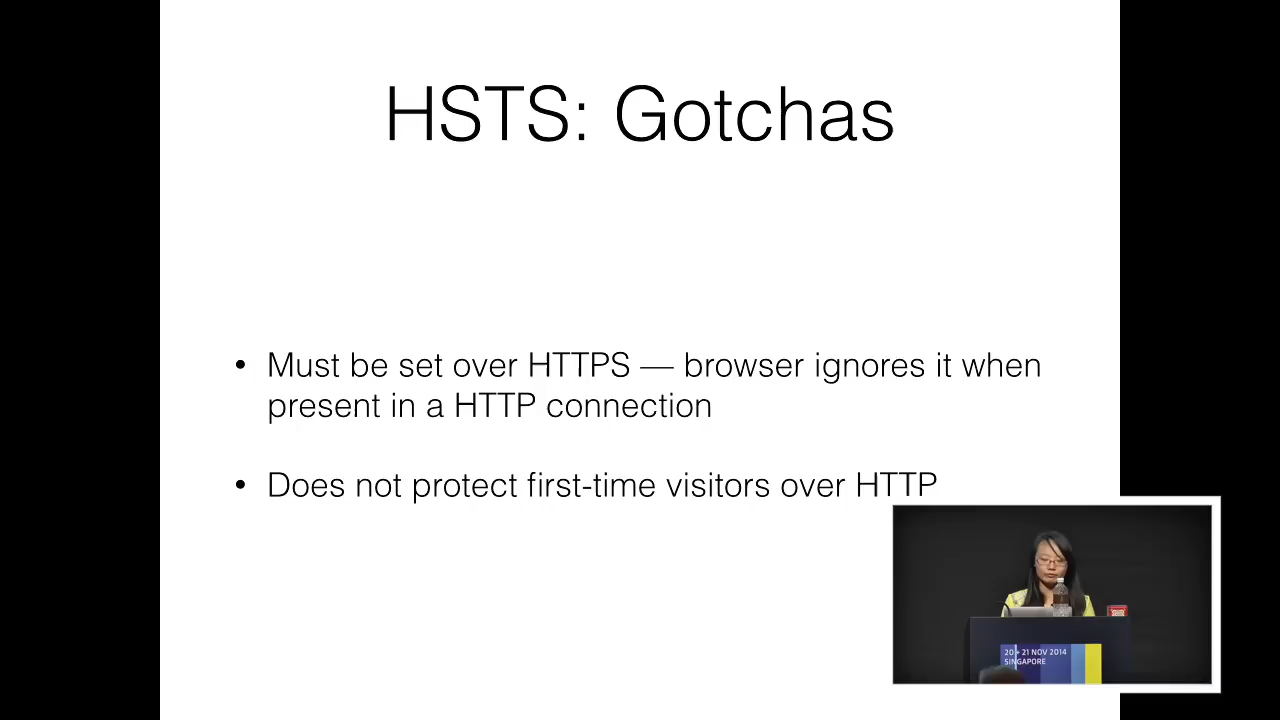 HSTS: Gotchas
• Must be set over HTTPS — browser ignores it when
present in a HTTP connection
• Does not protect first-time visitors over HTTP
20 + 21 NOV 2014
SINGAPORE